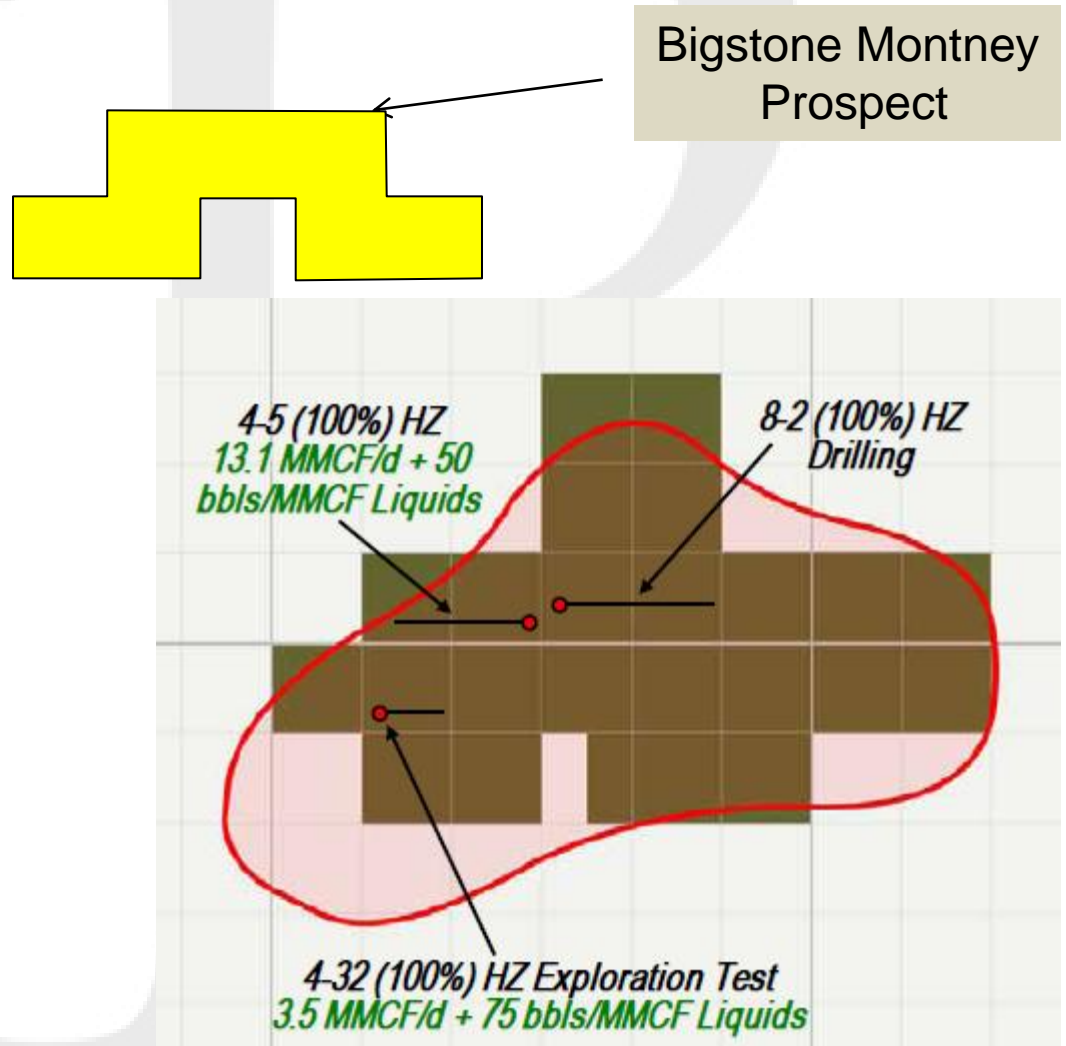 Bigstone Montney
Prospect
4-5 (100%) HZ
13.1 MMCF/d + 50
bbls/MMCF Liquids
8-2 (100%) HZ
Drilling
4-32 (100%) HZ Exploration Test
3.5 MMCF/d + 75 bbls/MMCF Liquids